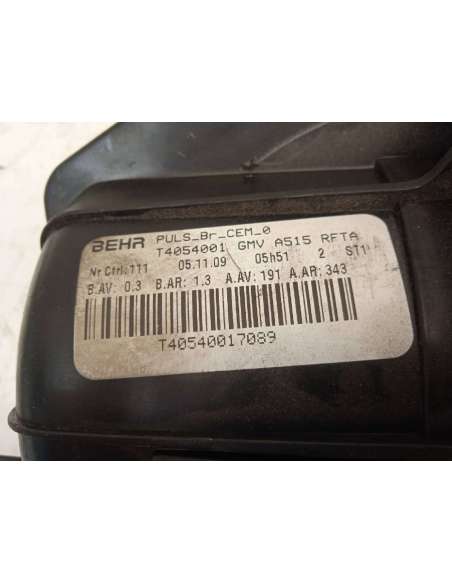 BEHR PULS_Br_CEM_0
T4054001 GMV A515 RFTA
Nr Ctrl:111 05.11.09 05h51 2 ST1
B.AV: 0.3 B.AR: 1.3 A.AV: 191 A.AR: 343
T40540017089